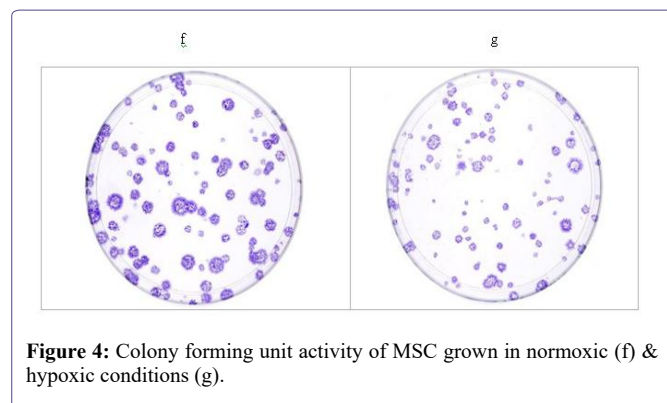 f g
Figure 4: Colony forming unit activity of MSC grown in normoxic (f) &
hypoxic conditions (g).